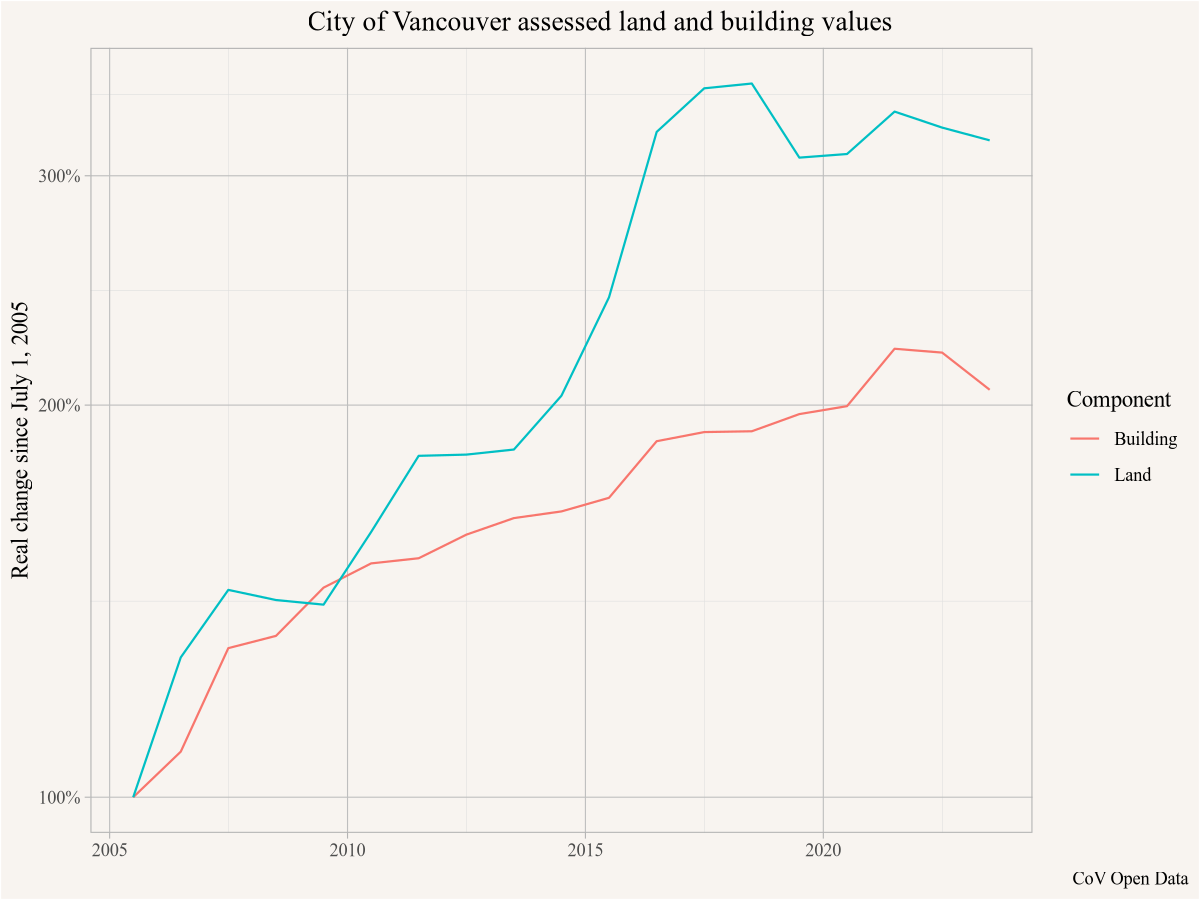 City of Vancouver assessed land and building values
Real change since July 1, 2005
300%
200%
100%
2005
2010
2015
2020
Component
Building
Land
CoV Open Data